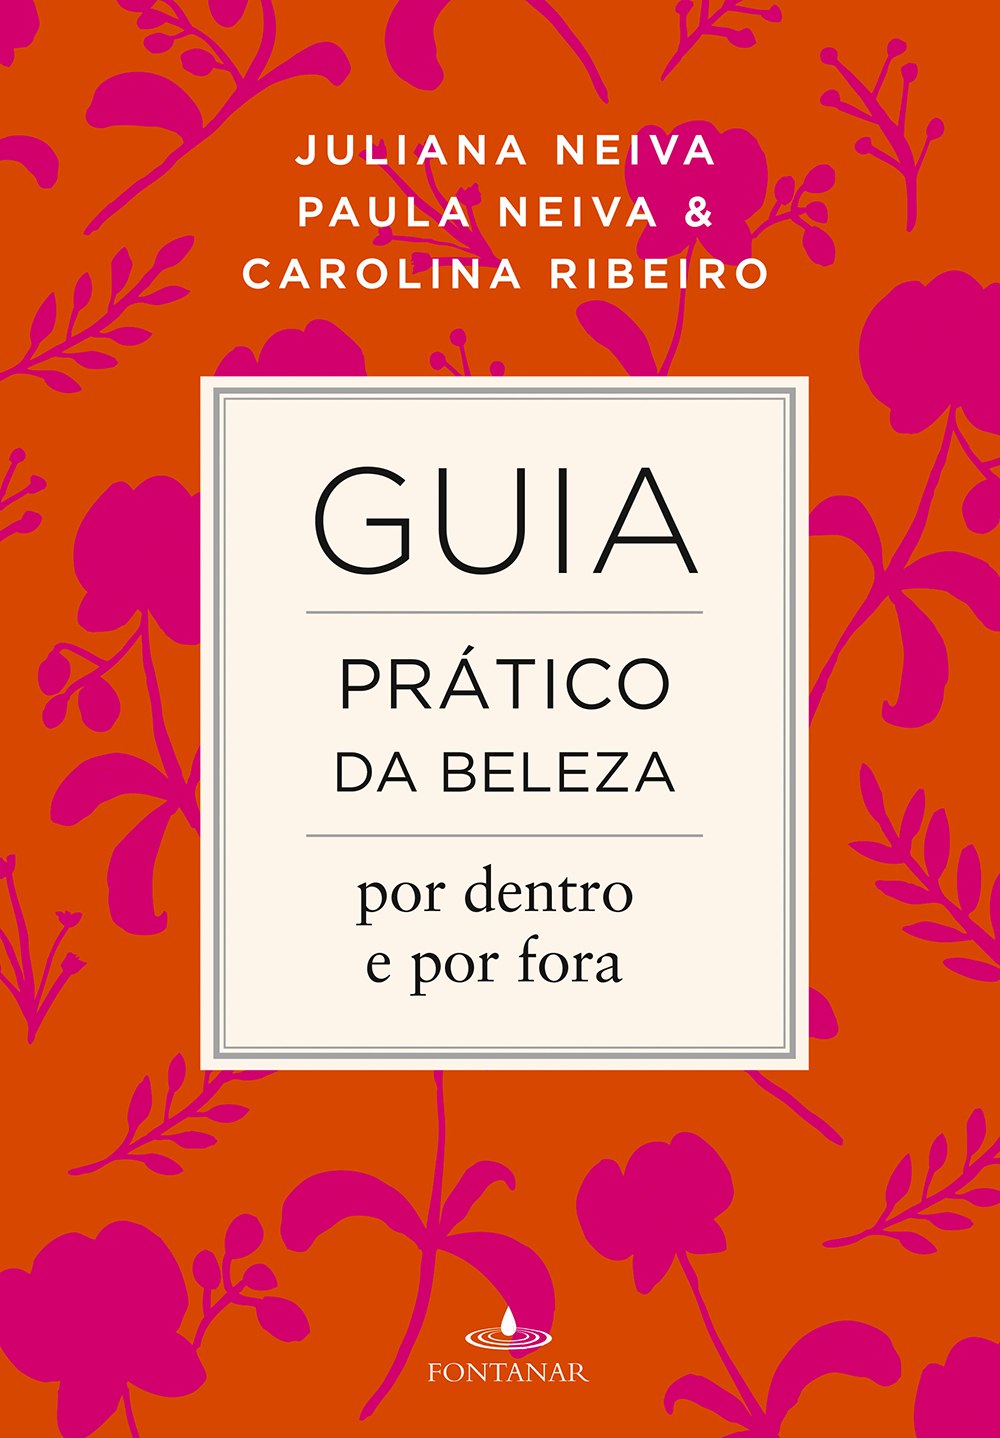 JULIANA NEIVA
PAULA NEIVA &
CAROLINA RIBEIRO
GUIA
PRÁTICO
DA BELEZA
por dentro
e por fora
FONTANAR